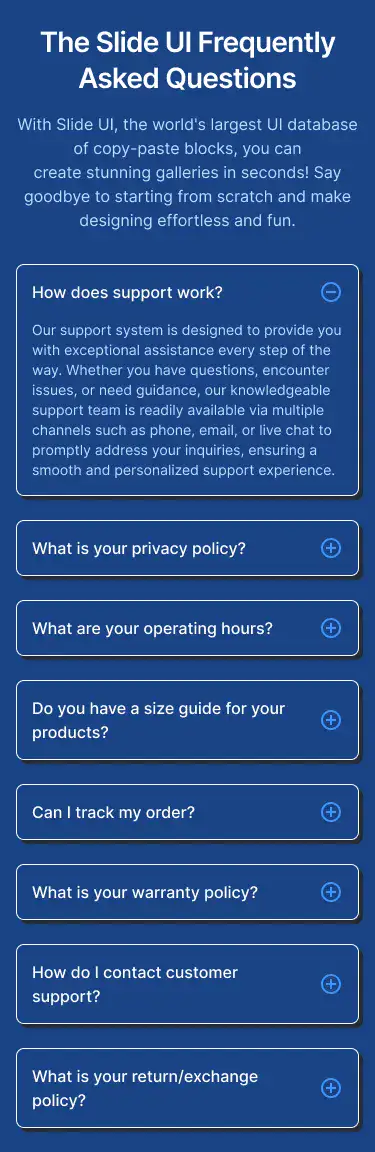 The Slide UI Frequently
Asked Questions
With Slide UI, the world's largest UI database
of copy-paste blocks, you can
create stunning galleries in seconds! Say
goodbye to starting from scratch and make
designing effortless and fun.
How does support work?
Our support system is designed to provide you
with exceptional assistance every step of the
way. Whether you have questions, encounter
issues, or need guidance, our knowledgeable
support team is readily available via multiple
channels such as phone, email, or live chat to
promptly address your inquiries, ensuring a
smooth and personalized support experience.
What is your privacy policy?
What are your operating hours?
Do you have a size guide for your
products?
Can I track my order?
What is your warranty policy?
How do I contact customer
support?
What is your return/exchange
policy?